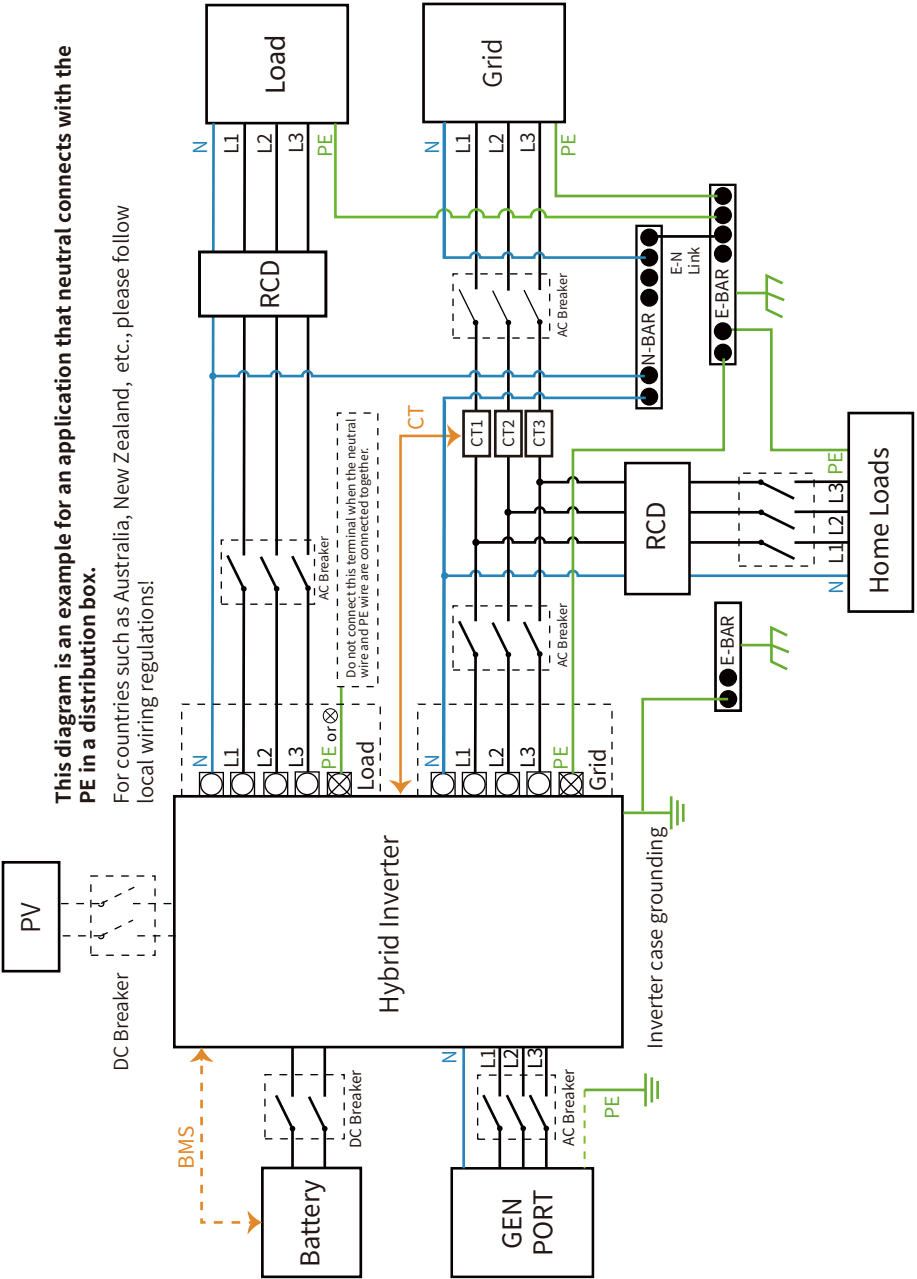 This diagram is an example for an application that neutral connects with the
PE in a distribution box.
For countries such as Australia, New Zealand, etc., please follow
local wiring regulations!
PV
DC Breaker
BMS
Battery
DC Breaker
GEN
PORT
N
L1
L2
L3
AC Breaker
PE
Hybrid Inverter
Inverter case grounding
N
L1
L2
L3
PE or
Load
AC Breaker
Do not connect this terminal when the neutral
wire and PE wire are connected together.
RCD
N
L1
L2
L3
PE
Load
CT
N
L1
L2
L3
PE
Grid
AC Breaker
CT1
CT2
CT3
AC Breaker
N
L1
L2
L3
PE
Grid
RCD
N-BAR
E-N
Link
E-BAR
E-BAR
N
L1
L2
L3
PE
Home Loads